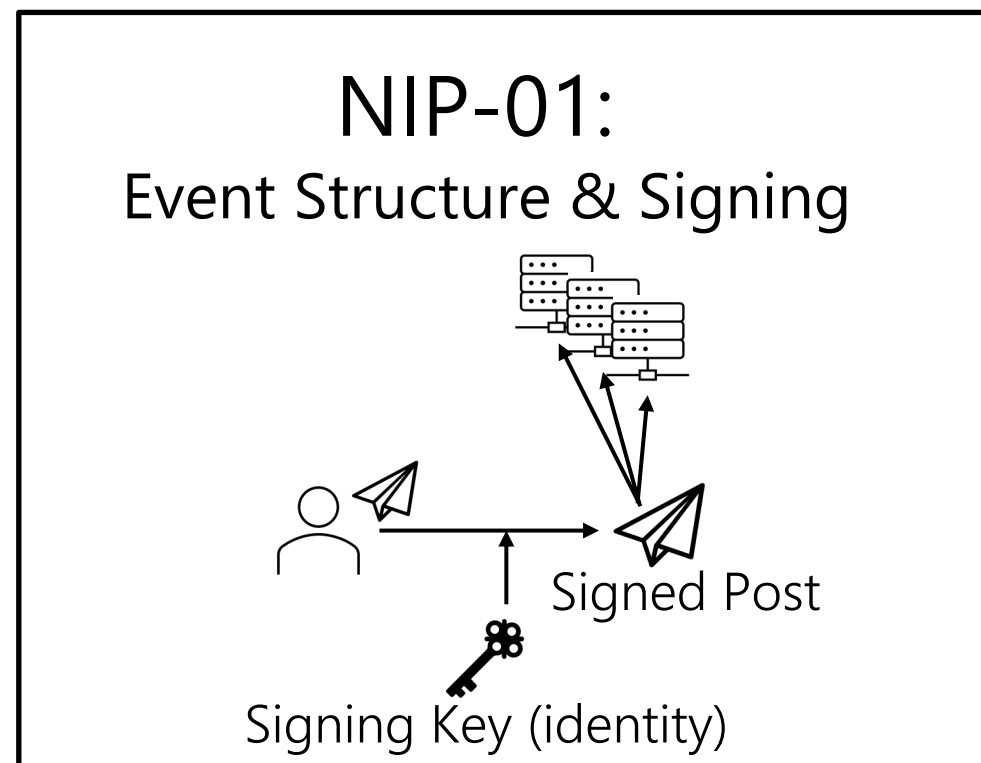 NIP-01:
Event Structure & Signing
Signed Post
Signing Key (identity)